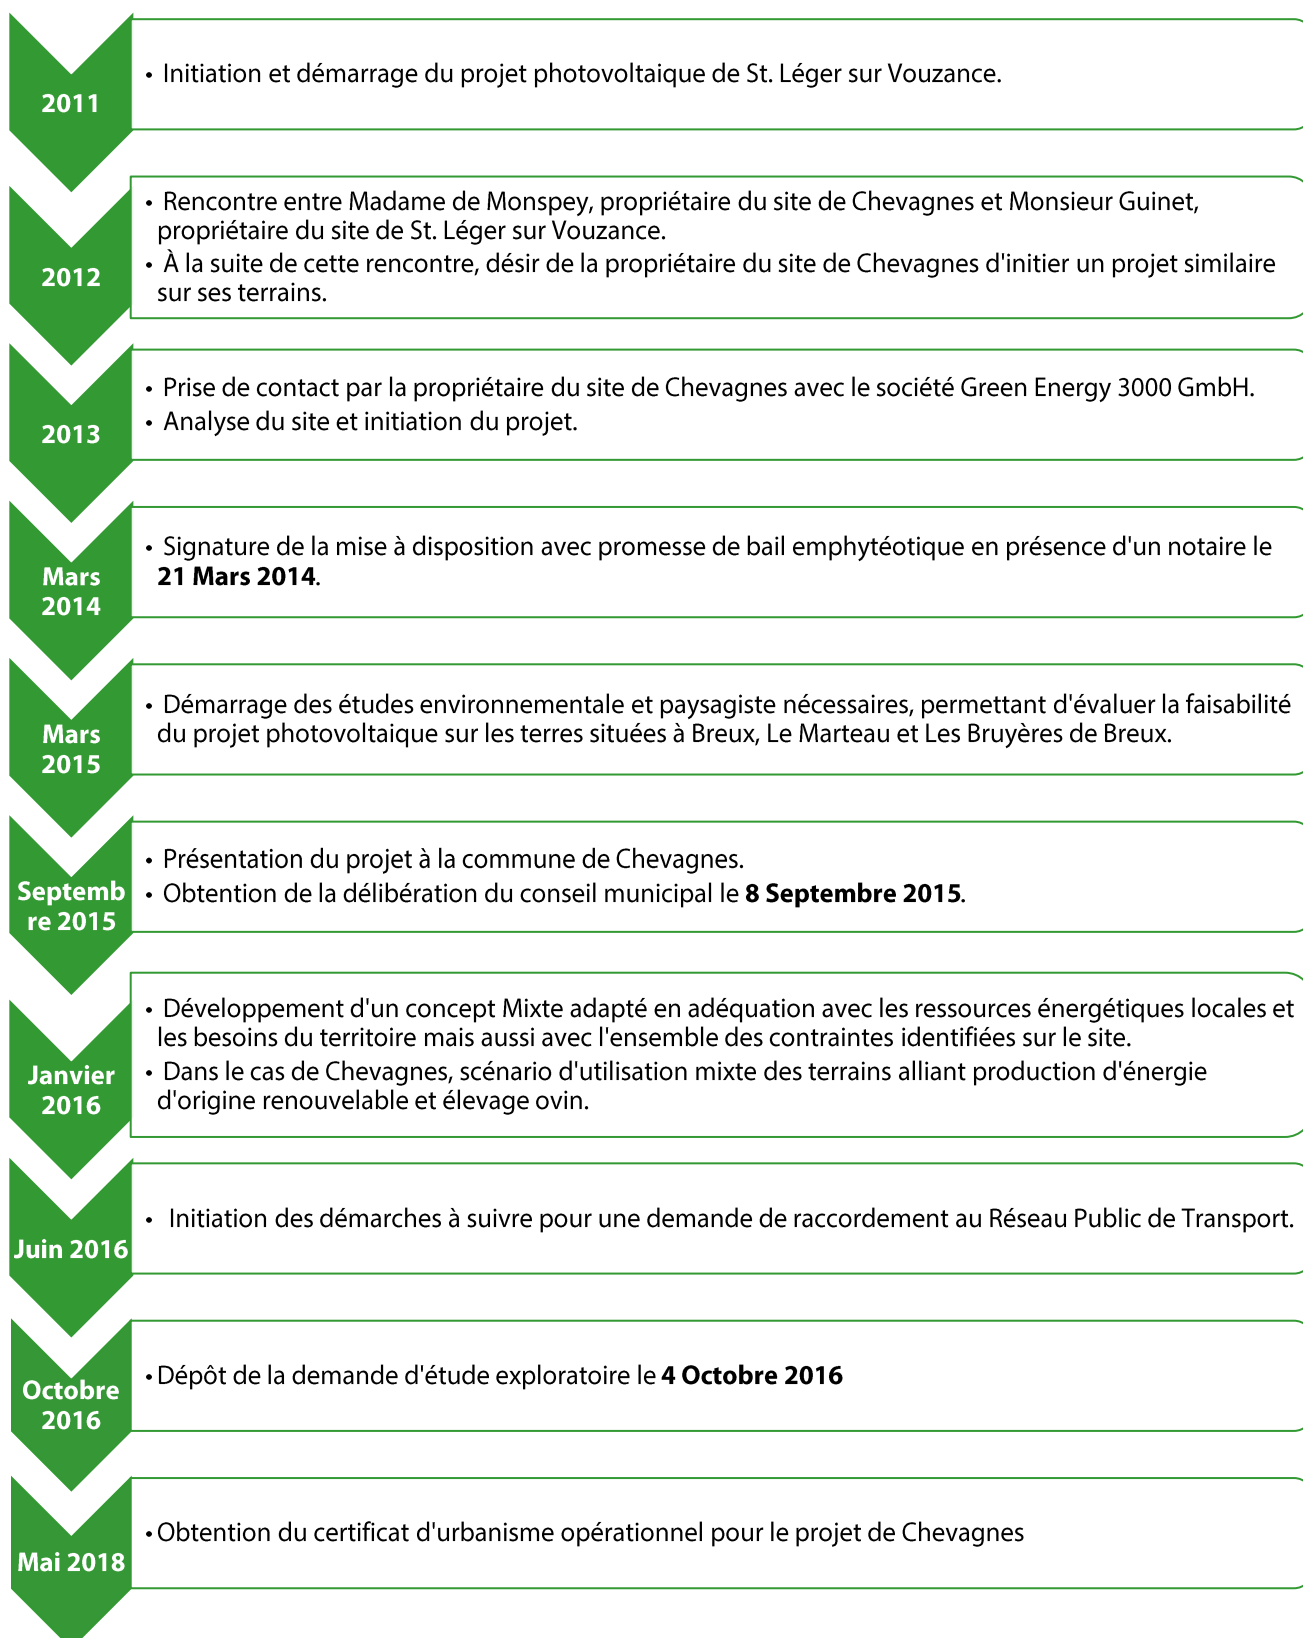 2011
• Initiation et démarrage du projet photovoltaique de St. Léger sur Vouzance.
2012
• Rencontre entre Madame de Monspey, propriétaire du site de Chevagnes et Monsieur Guinet,
propriétaire du site de St. Léger sur Vouzance.
• À la suite de cette rencontre, désir de la propriétaire du site de Chevagnes d'initier un projet similaire
sur ses terrains.
2013
• Prise de contact par la propriétaire du site de Chevagnes avec le société Green Energy 3000 GmbH.
• Analyse du site et initiation du projet.
Mars
2014
• Signature de la mise à disposition avec promesse de bail emphytéotique en présence d'un notaire le
21 Mars 2014.
Mars
2015
• Démarrage des études environnementale et paysagiste nécessaires, permettant d'évaluer la faisabilité
du projet photovoltaique sur les terres situées à Breux, Le Marteau et Les Bruyères de Breux.
Septemb
re 2015
• Présentation du projet à la commune de Chevagnes.
• Obtention de la délibération du conseil municipal le 8 Septembre 2015.
Janvier
2016
• Développement d'un concept Mixte adapté en adéquation avec les ressources énergétiques locales et
les besoins du territoire mais aussi avec l'ensemble des contraintes identifiées sur le site.
• Dans le cas de Chevagnes, scénario d'utilisation mixte des terrains alliant production d'énergie
d'origine renouvelable et élevage ovin.
Juin 2016
• Initiation des démarches à suivre pour une demande de raccordement au Réseau Public de Transport.
Octobre
2016
• Dépôt de la demande d'étude exploratoire le 4 Octobre 2016
Mai 2018
• Obtention du certificat d'urbanisme opérationnel pour le projet de Chevagnes